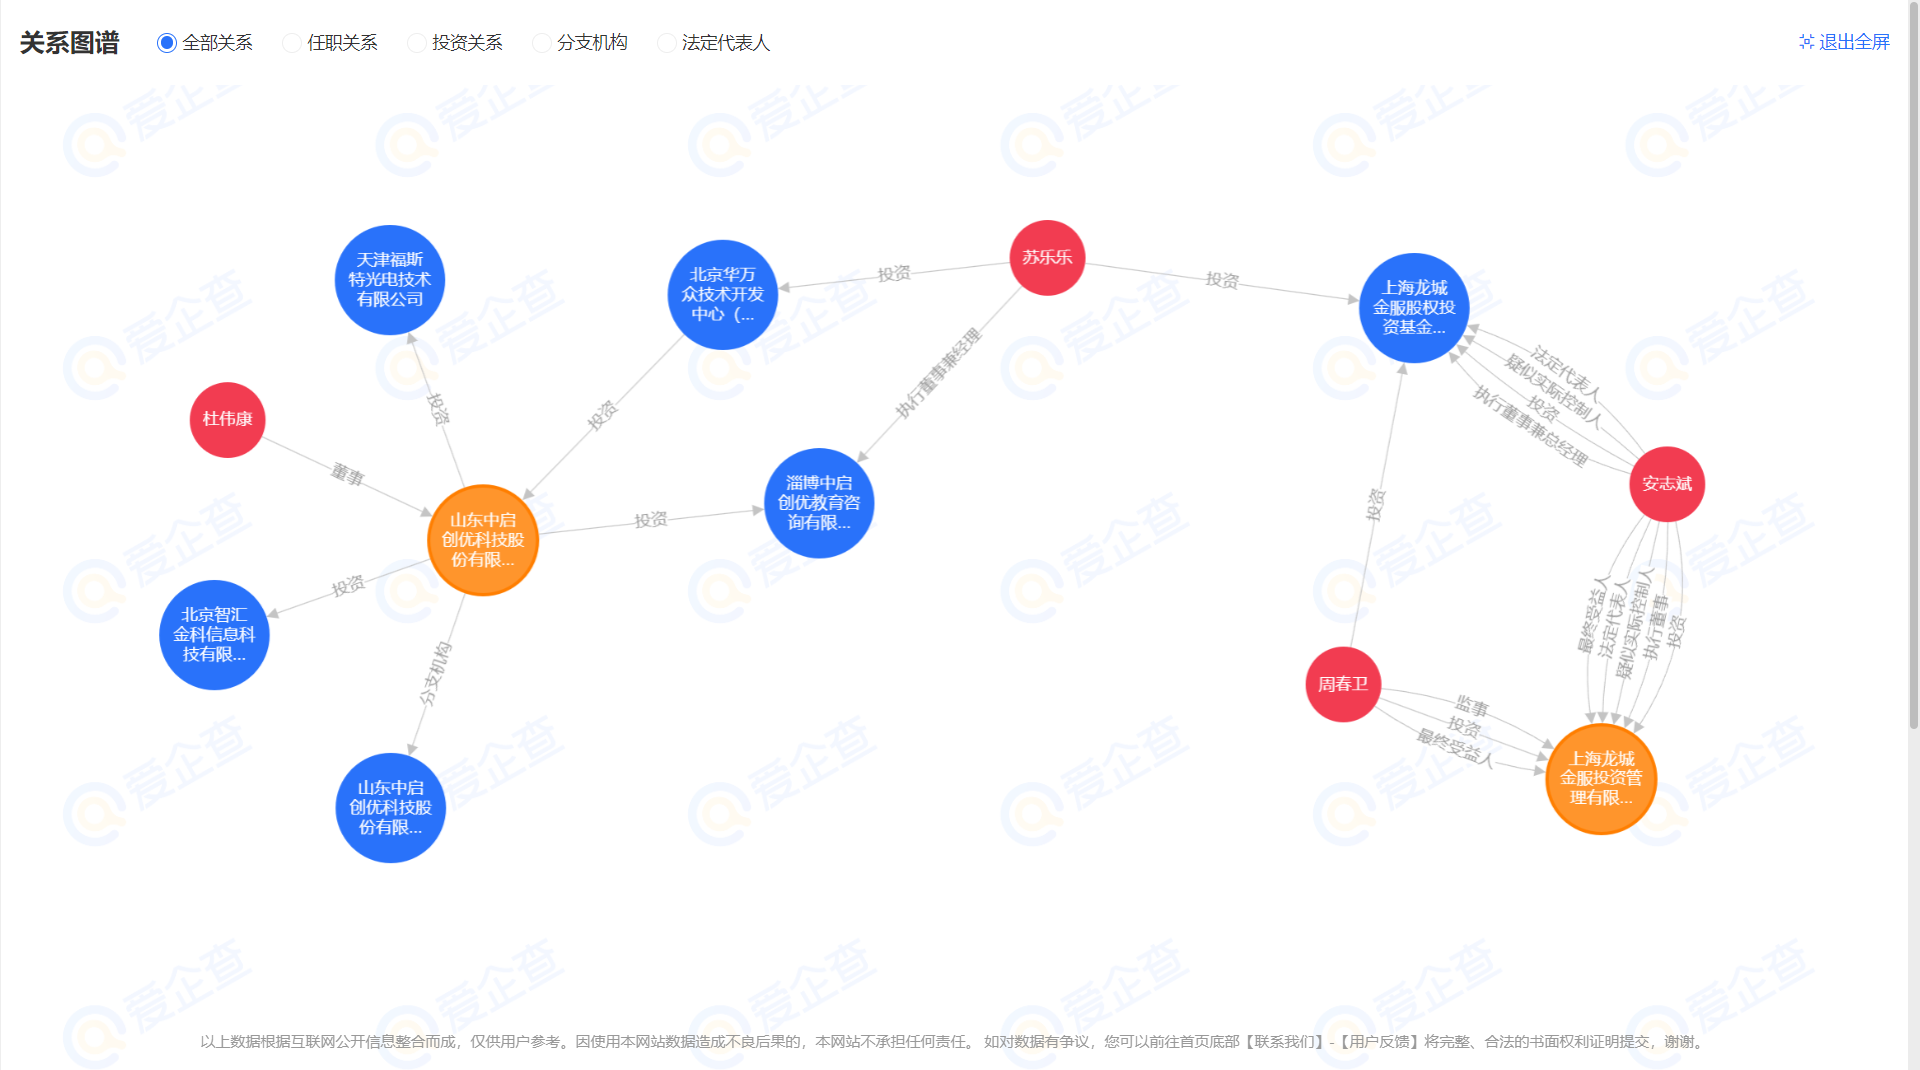 关系图谱
全部关系
任职关系
投资关系
分支机构
法定代表人
退出全屏
天津福斯
特光电技术
有限公司
北京华万
众技术开发
中心（...
苏乐乐
上海龙城
金服股权投
资基金...
投资
投资
杜伟康
投资
投资
执行董事兼经理
法定代表人
疑似实际控制人
投资
执行董事兼总经理
董事
山东中启
创优科技股
份有限...
投资
淄博中启
创优教育咨
询有限...
安志斌
投资
北京智汇
金科信息科
技有限...
投资
分支机构
周春卫
最终受益人
法定代表人
疑似实际控制人
执行董事
投资
监事
投资
最终受益人
山东中启
创优科技股
份有限...
上海龙城
金服投资管
理有限...
爱企查
以上数据根据互联网公开信息整合而成，仅供用户参考。因使用本网站数据造成不良后果的，本网站不承担任何责任。 如对数据有争议，您可以前往首页底部【联系我们】-【用户反馈】将完整、合法的书面权利证明提交，谢谢。